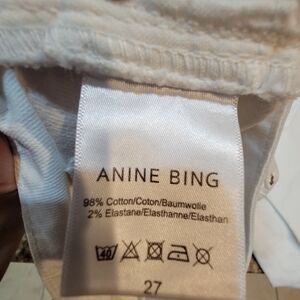 ANINE BING
98% Cotton/Coton/Baumwolle
2% Elastane/Elasthanne/Elasthan
40
27